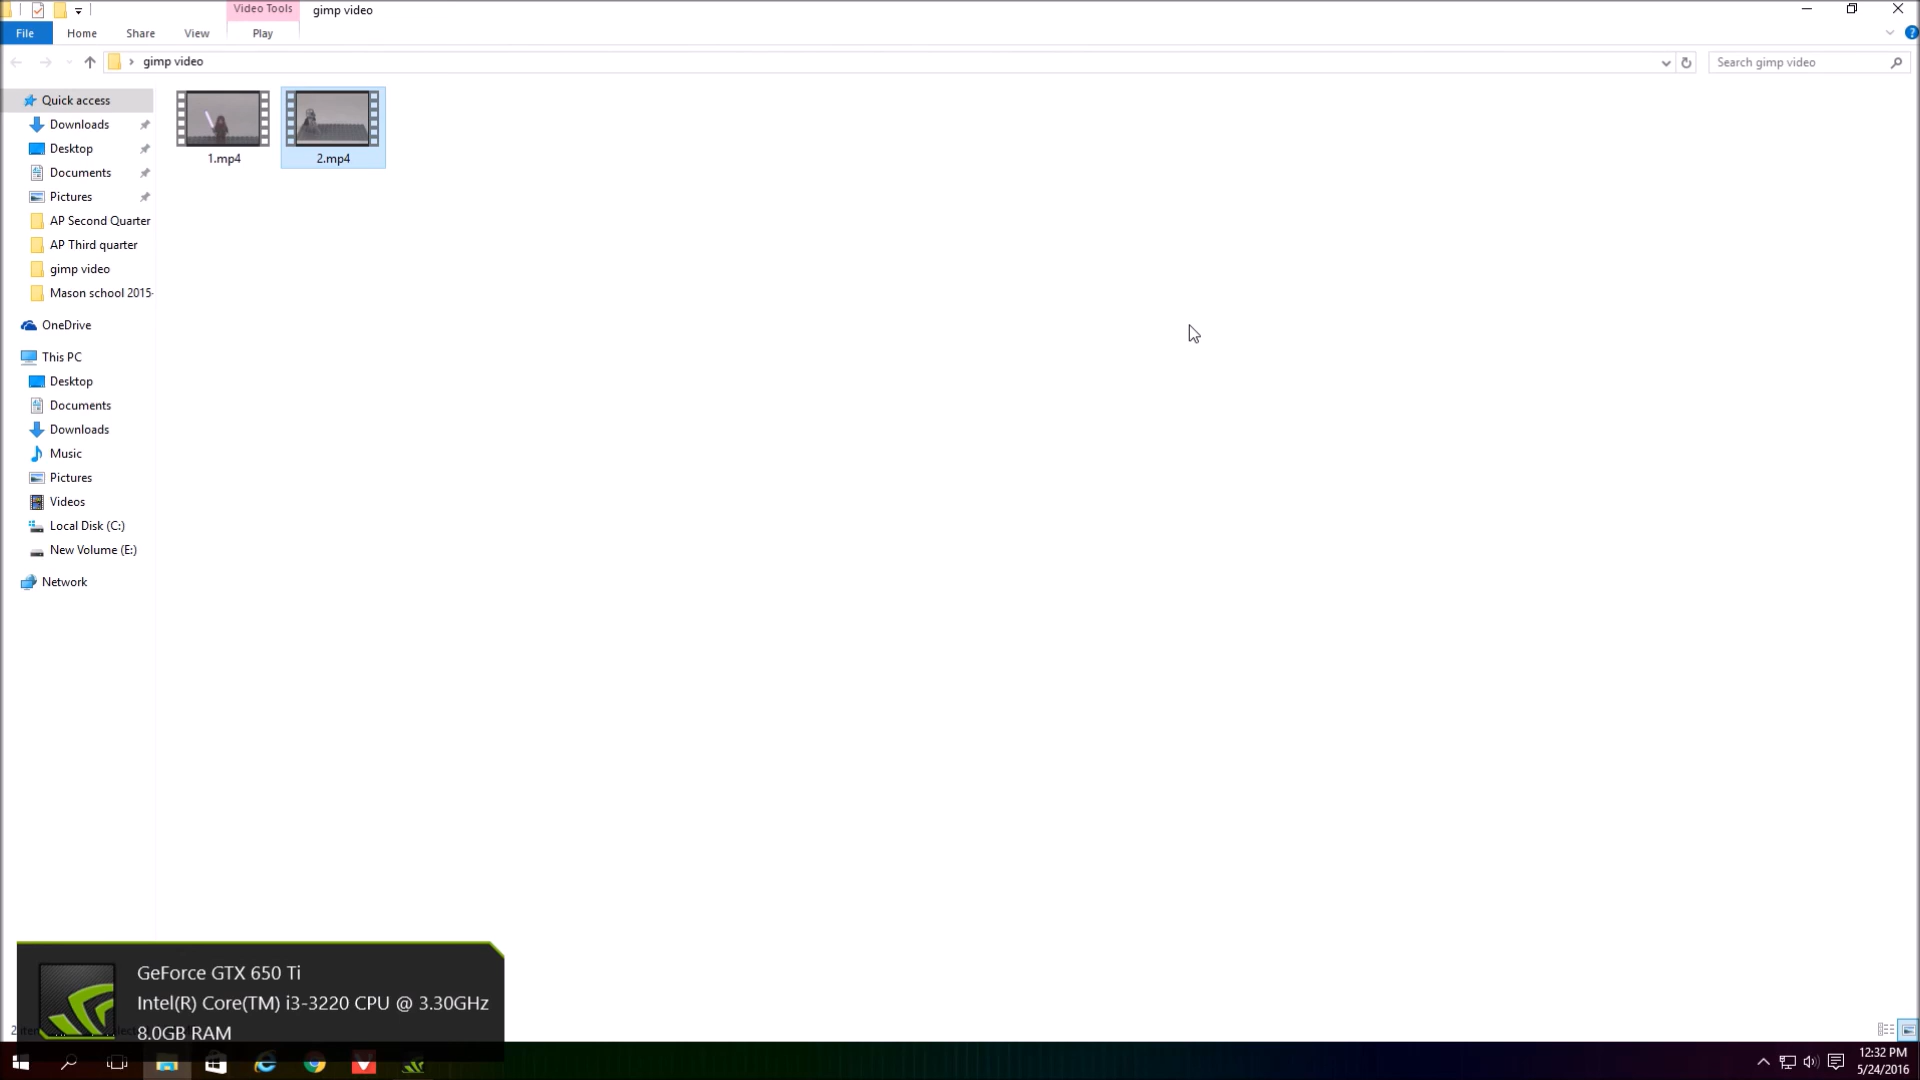 Video Tools
gimp video
File
Home
Share
View
Play
gimp video
Search gimp video
Quick access
Downloads
Desktop
Documents
Pictures
AP Second Quarter
AP Third quarter
gimp video
Mason school 2015-
OneDrive
This PC
Desktop
Documents
Downloads
Music
Pictures
Videos
Local Disk (C:)
New Volume (E:)
Network
1.mp4
2.mp4
GeForce GTX 650 Ti
Intel(R) Core(TM) i3-3220 CPU @ 3.30GHz
8.0GB RAM
12:32 PM
5/24/2016